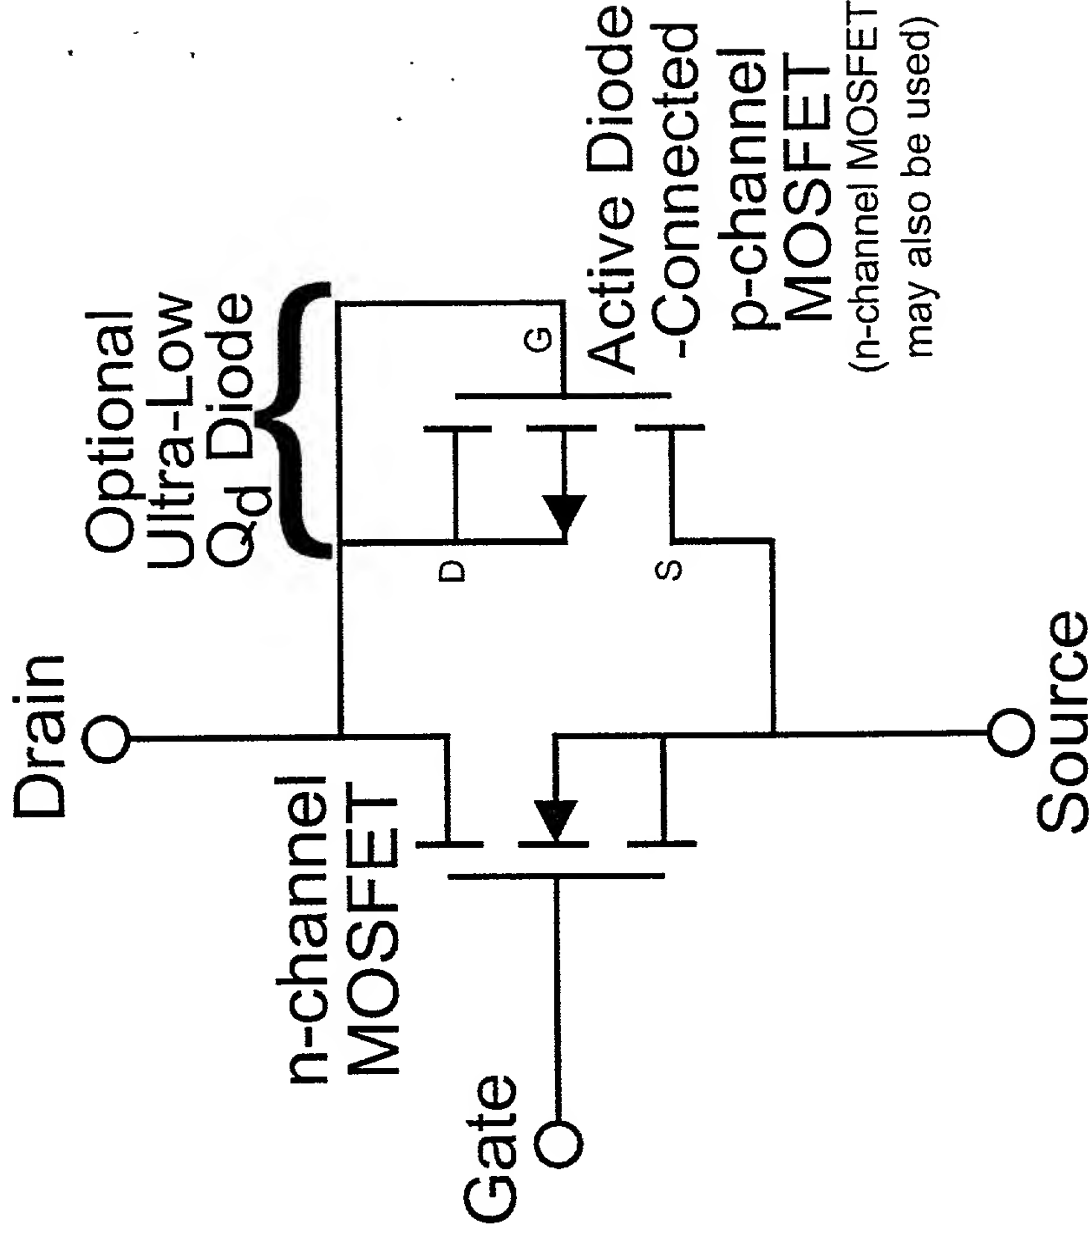 Drain
Optional
Ultra-Low
Qd Diode
n-channel
MOSFET
Gate
G
D
S
Active Diode
-Connected
p-channel
MOSFET
(n-channel MOSFET
may also be used)
Source